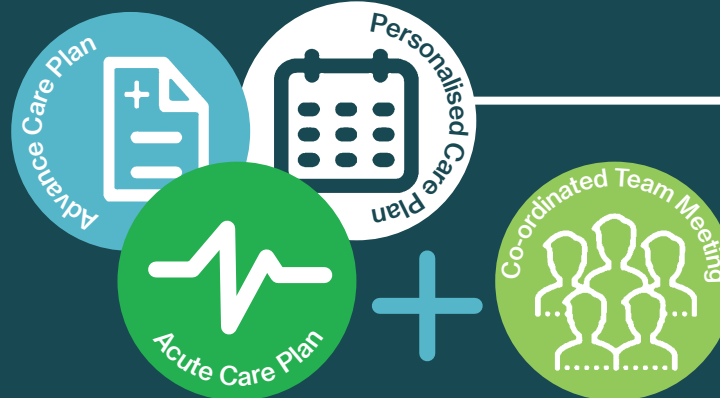 Advance Care Plan
Personalised Care Plan
Acute Care Plan
Co-ordinated Team Meeting